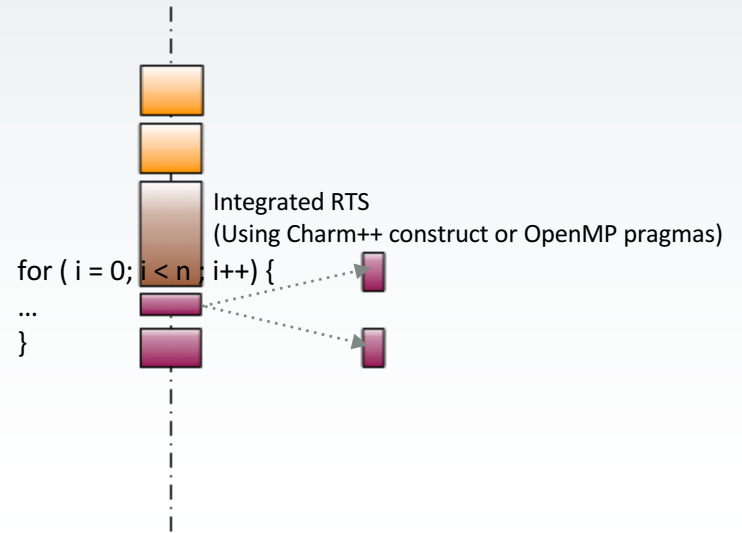 Integrated RTS
(Using Charm++ construct or OpenMP pragmas)
for ( i = 0; i < n ; i++) {
...
}